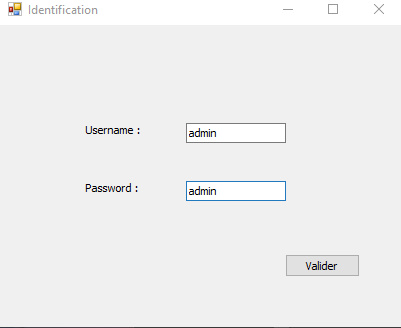 Identification
Username : admin
Password : admin
Valider